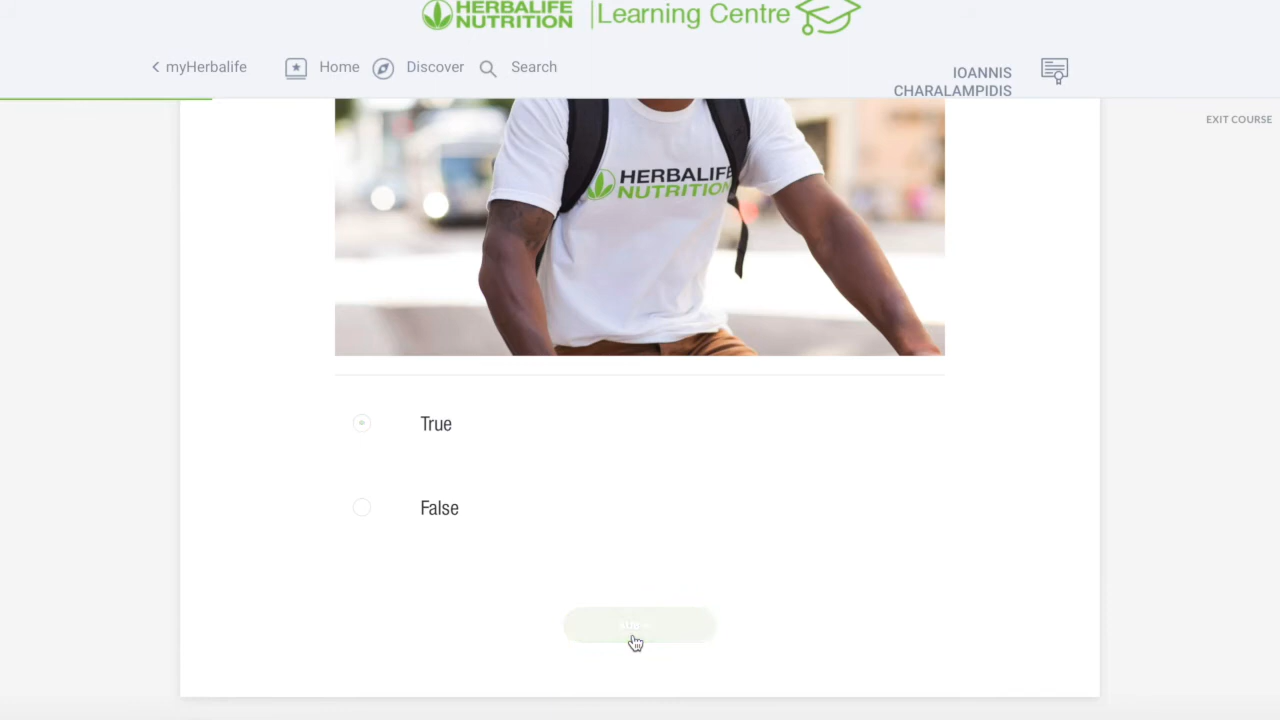 HERBALIFE
NUTRITION
Learning Centre
myHerbalife
Home
Discover
Search
IOANNIS
CHARALAMPIDIS
EXIT COURSE
HERBALIFE
NUTRITION
True
False